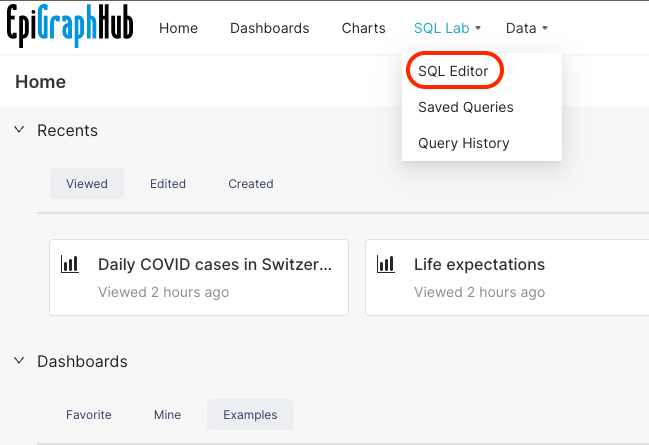 EpiGraphHub Home Dashboards Charts SQL Lab Data
SQL Editor
Home
Saved Queries
Recents
Query History
Viewed Edited Created
Daily COVID cases in Switzer... Life expectations
Viewed 2 hours ago Viewed 2 hours ago
Dashboards
Favorite Mine Examples